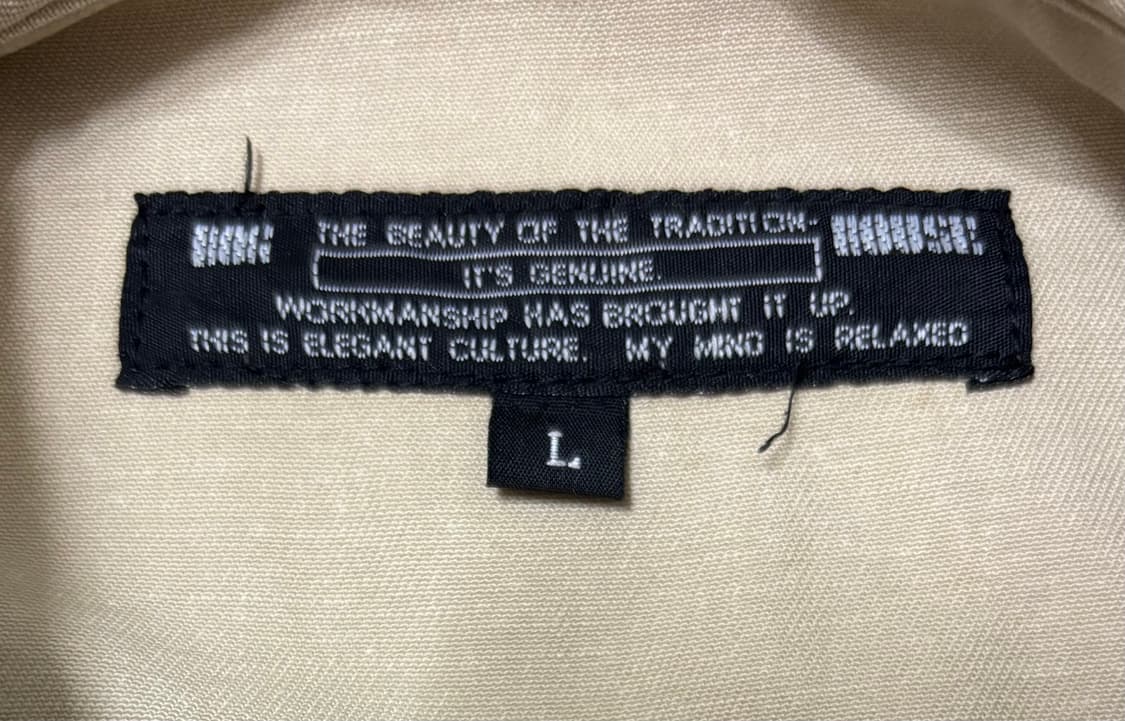 THE BEAUTY OF THE TRADITION
IT'S GENUINE.
WORKMANSHIP HAS BROUGHT IT UP.
THIS IS ELEGANT CULTURE. MY MIND IS RELAXED
L